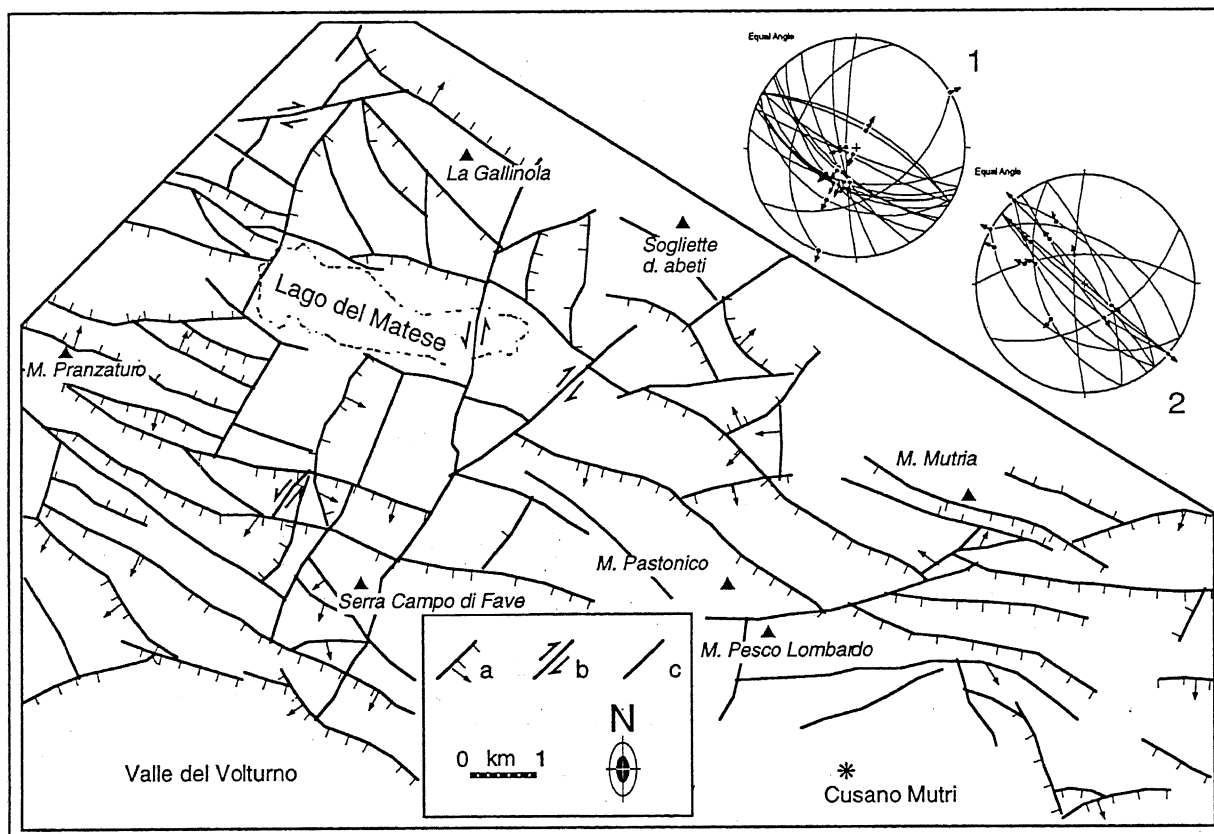 Equal Angle
1
Equal Angle
2
La Gallinola
Sogliette
d. abeti
Lago del Matese
M. Pranzaturo
M. Mutria
M. Pastonico
Serra Campo di Fave
M. Pesco Lombardo
a
b
c
N
0 km 1
Valle del Volturno
Cusano Mutri